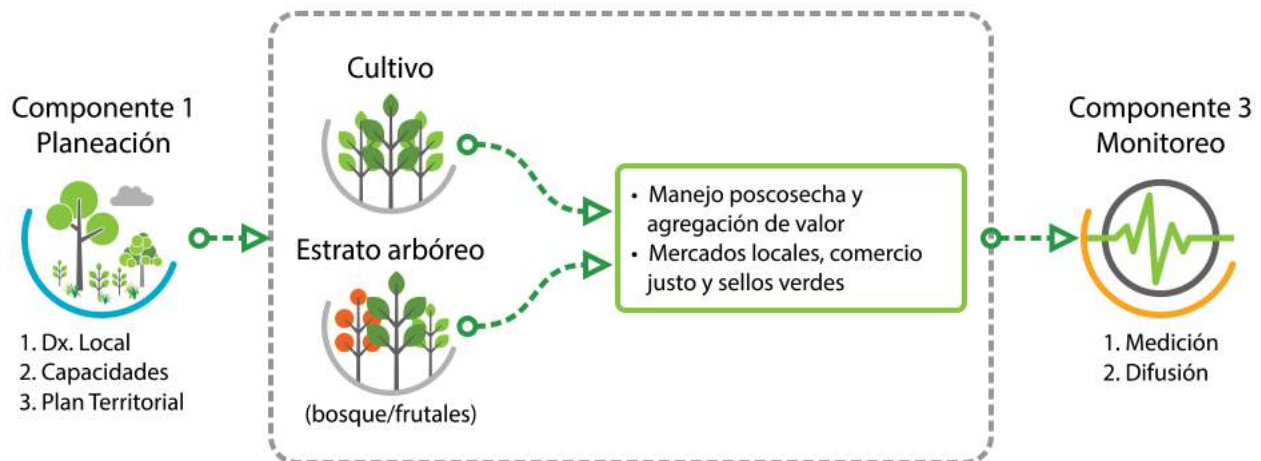 Componente 1
Planeación
1. Dx. Local
2. Capacidades
3. Plan Territorial
Cultivo
Estrato arbóreo
(bosque/frutales)
• Manejo poscosecha y
agregación de valor
• Mercados locales, comercio
justo y sellos verdes
Componente 3
Monitoreo
1. Medición
2. Difusión